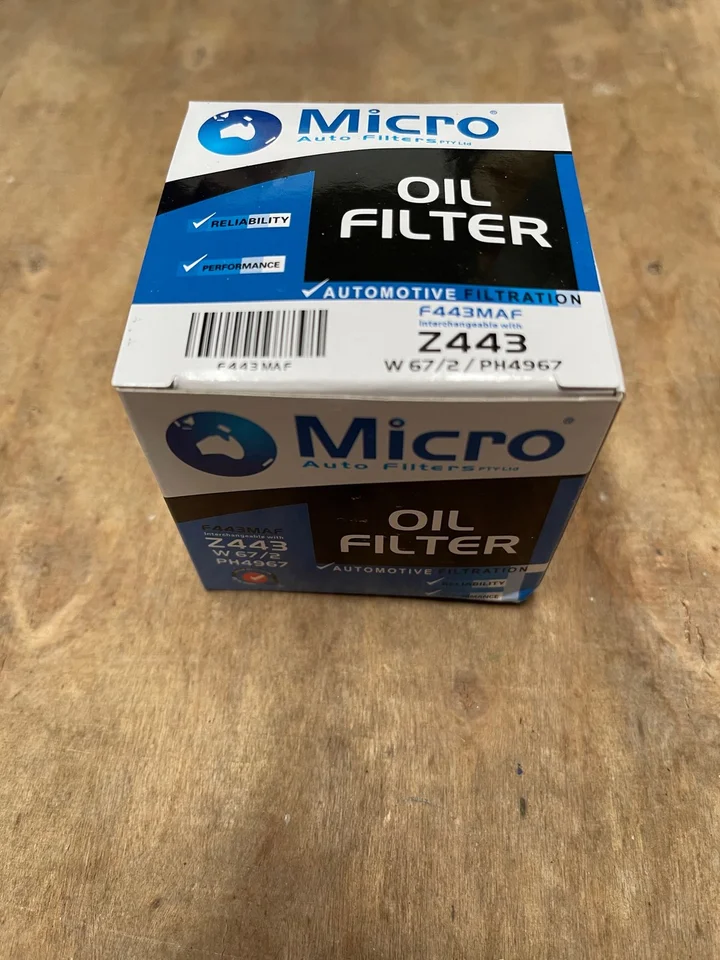 Micro®
Auto Filters PTY Ltd
OIL
FILTER
RELIABILITY
PERFORMANCE
AUTOMOTIVE FILTRATION
F443MAF
F443MAF
Interchangeable with
Z443
W 67/2 / PH4967
Micro®
Auto Filters PTY Ltd
OIL
FILTER
F443MAF
Interchangeable with
Z443
W 67/2
PH4967
AUTOMOTIVE FILTRATION
RELIABILITY